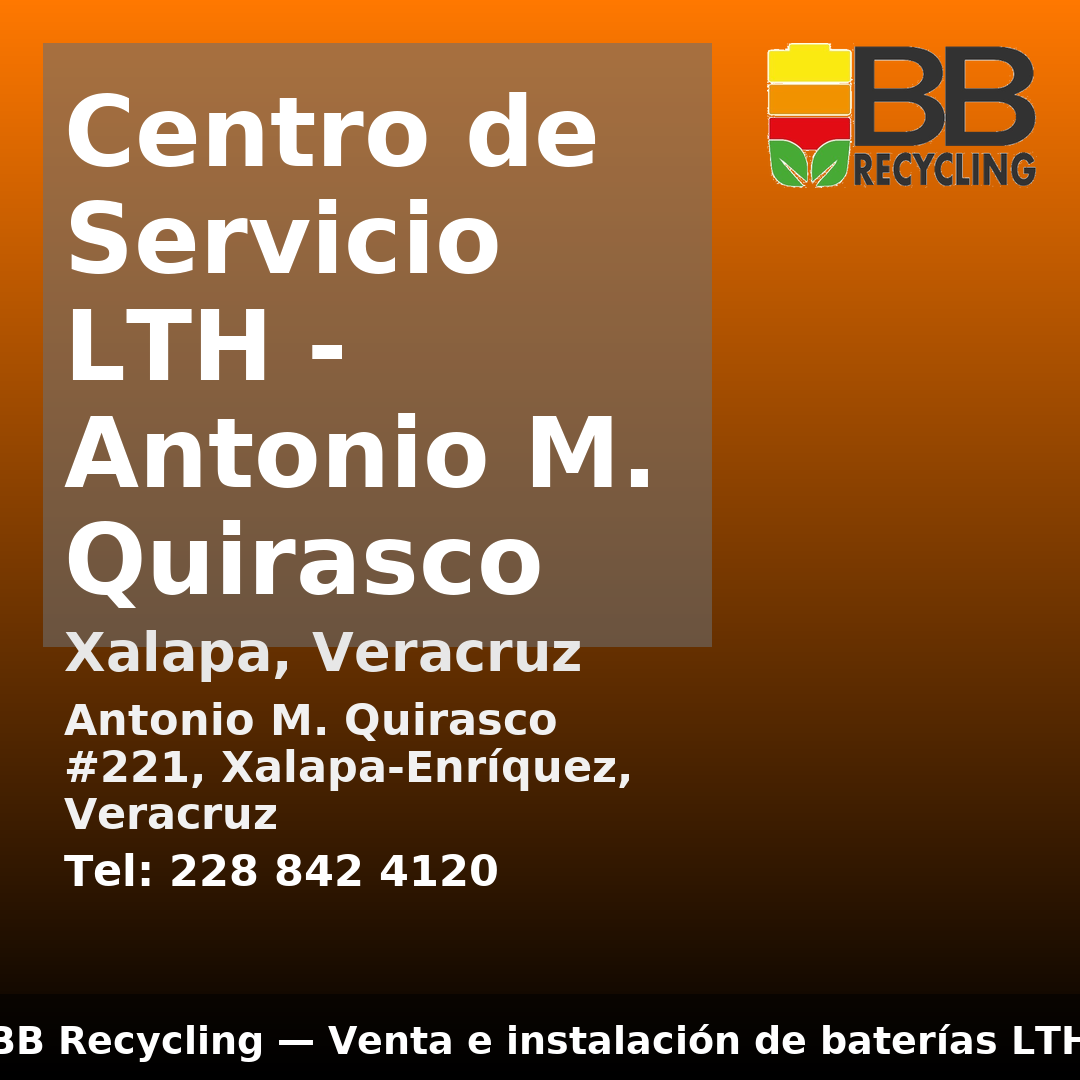 Centro de
Servicio
LTH -
Antonio M.
Quirasco
Xalapa, Veracruz
Antonio M. Quirasco
#221, Xalapa-Enríquez,
Veracruz
Tel: 228 842 4120
BB
RECYCLING
BB Recycling — Venta e instalación de baterías LTH